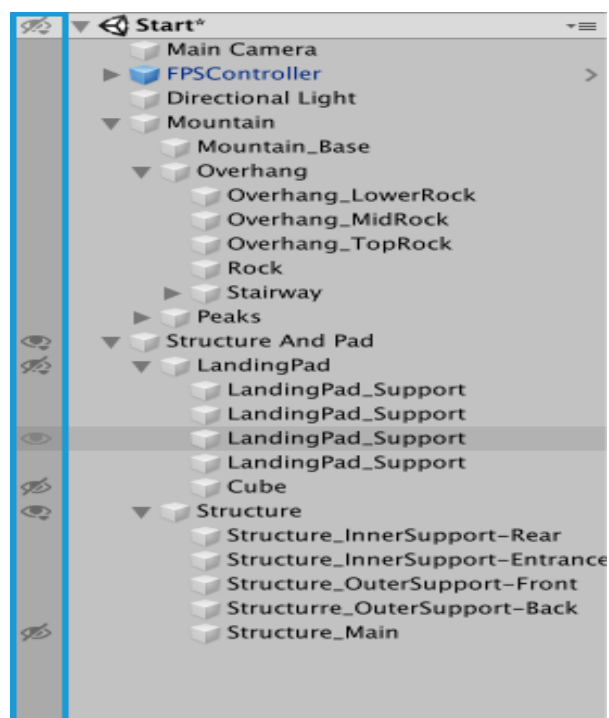 Start*
Main Camera
FPSController
Directional Light
Mountain
Mountain_Base
Overhang
Overhang_LowerRock
Overhang_MidRock
Overhang_TopRock
Rock
Stairway
Peaks
Structure And Pad
LandingPad
LandingPad_Support
LandingPad_Support
LandingPad_Support
LandingPad_Support
Cube
Structure
Structure_InnerSupport-Rear
Structure_InnerSupport-Entrance
Structure_OuterSupport-Front
Structurre_OuterSupport-Back
Structure_Main